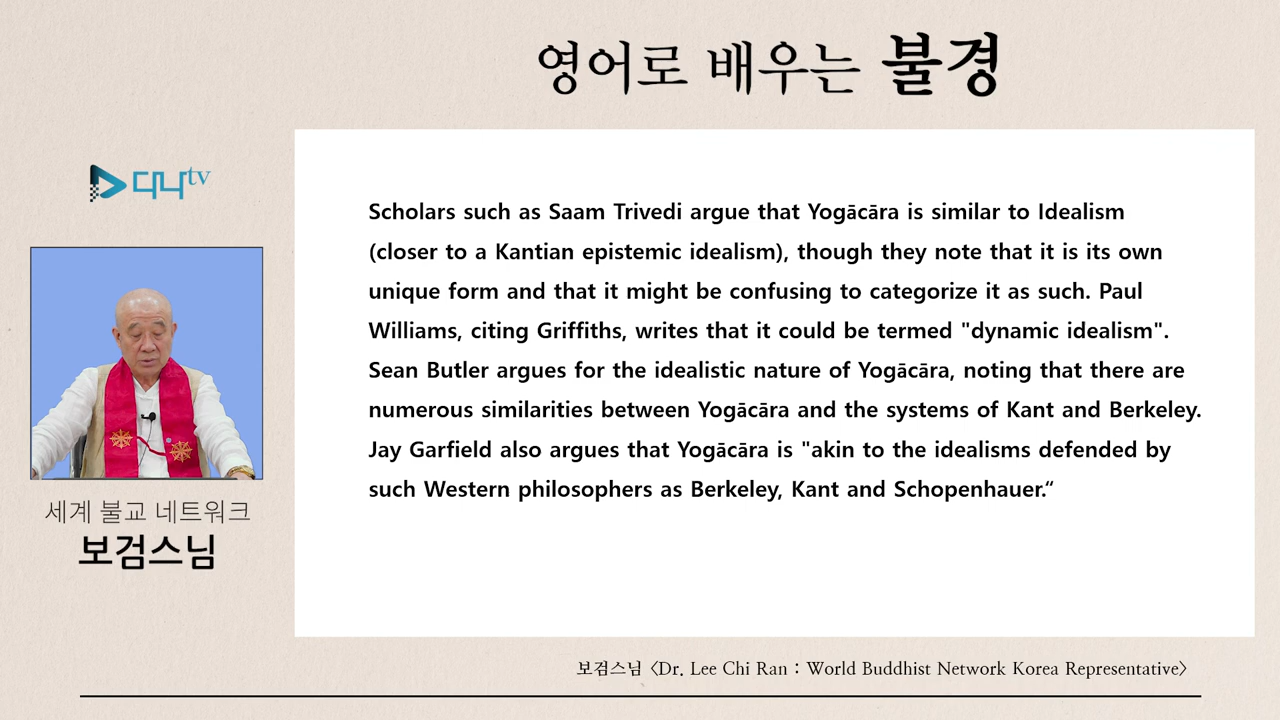 영어로 배우는 불경
디나tv
Scholars such as Saam Trivedi argue that Yogācāra is similar to Idealism
(closer to a Kantian epistemic idealism), though they note that it is its own
unique form and that it might be confusing to categorize it as such. Paul
Williams, citing Griffiths, writes that it could be termed "dynamic idealism".
Sean Butler argues for the idealistic nature of Yogācāra, noting that there are
numerous similarities between Yogācāra and the systems of Kant and Berkeley.
Jay Garfield also argues that Yogācāra is "akin to the idealisms defended by
such Western philosophers as Berkeley, Kant and Schopenhauer.“
세계 불교 네트워크
보검스님
보검스님 <Dr. Lee Chi Ran : World Buddhist Network Korea Representative>